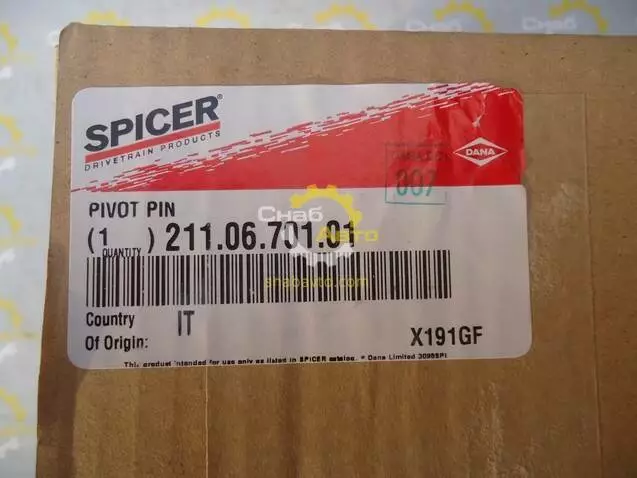 SPICER®
DRIVETRAIN PRODUCTS
DANA
007
PIVOT PIN
(1) 211.06.701.01
QUANTITY
Снаб Авто
snabavto.com
Country Of Origin: IT
X191GF
This product intended for use only as listed in SPICER catalog. * Dana Limited 3095SPI